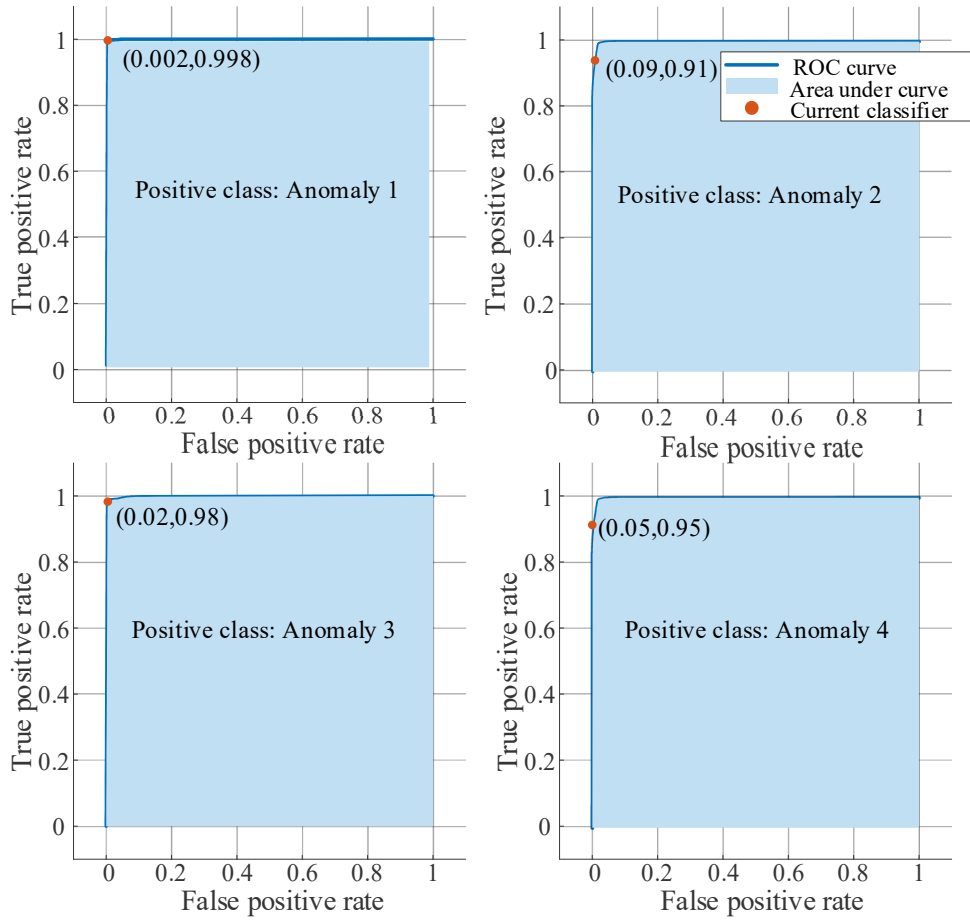 1
0.8
0.6
0.4
0.2
0
True positive rate
(0.002,0.998)
Positive class: Anomaly 1
0 0.2 0.4 0.6 0.8 1
False positive rate
1
0.8
0.6
0.4
0.2
0
True positive rate
(0.09,0.91)
ROC curve
Area under curve
Current classifier
Positive class: Anomaly 2
0 0.2 0.4 0.6 0.8 1
False positive rate
1
0.8
0.6
0.4
0.2
0
True positive rate
(0.02,0.98)
Positive class: Anomaly 3
0 0.2 0.4 0.6 0.8 1
False positive rate
1
0.8
0.6
0.4
0.2
0
True positive rate
(0.05,0.95)
Positive class: Anomaly 4
0 0.2 0.4 0.6 0.8 1
False positive rate